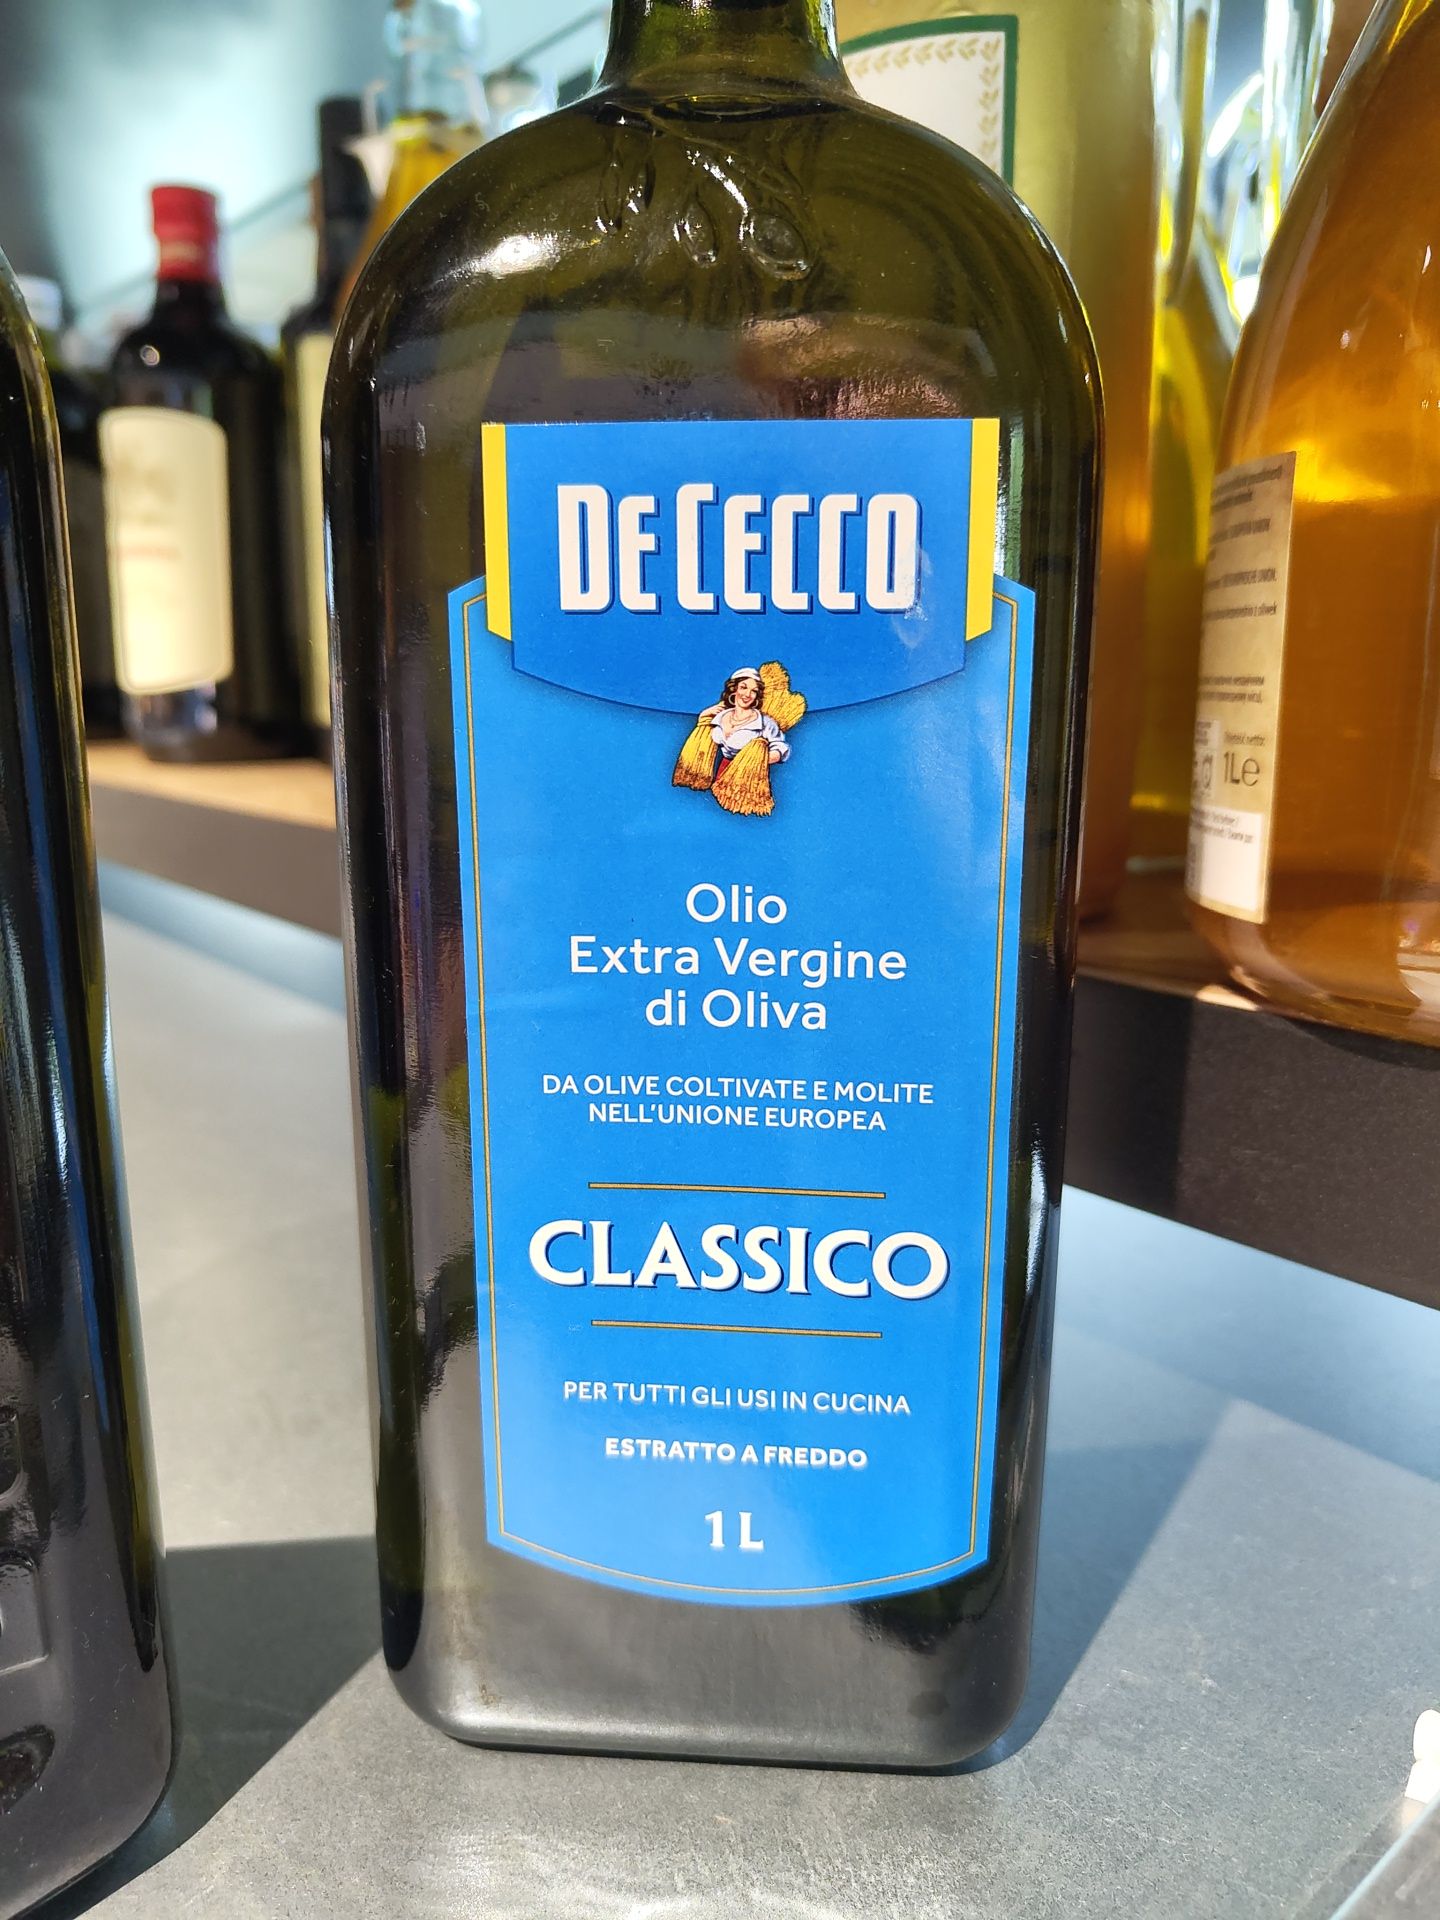 DE CECCO
Olio
Extra Vergine
di Oliva
DA OLIVE COLTIVATE E MOLITE
NELL'UNIONE EUROPEA
CLASSICO
PER TUTTI GLI USI IN CUCINA
ESTRATTO A FREDDO
1 L
1Le